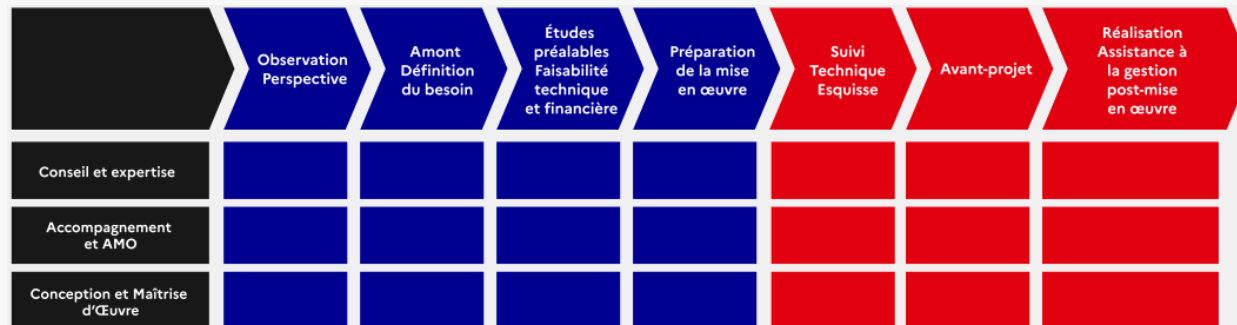 Observation
Perspective
Amont
Définition
du besoin
Études
préalables
Faisabilité
technique
et financière
Préparation
de la mise
en œuvre
Suivi
Technique
Esquisse
Avant-projet
Réalisation
Assistance à
la gestion
post-mise
en œuvre
Conseil et expertise
Accompagnement
et AMO
Conception et Maîtrise
d'Œuvre